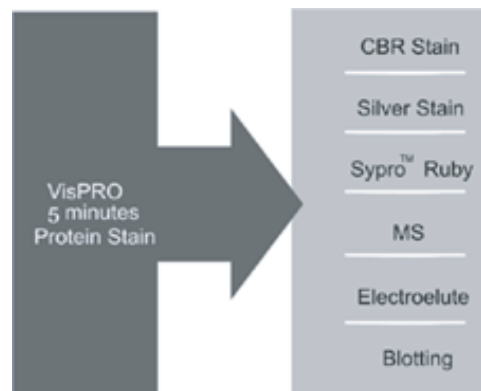 VisPRO
5 minutes
Protein Stain
CBR Stain
Silver Stain
Sypro™ Ruby
MS
Electroelute
Blotting